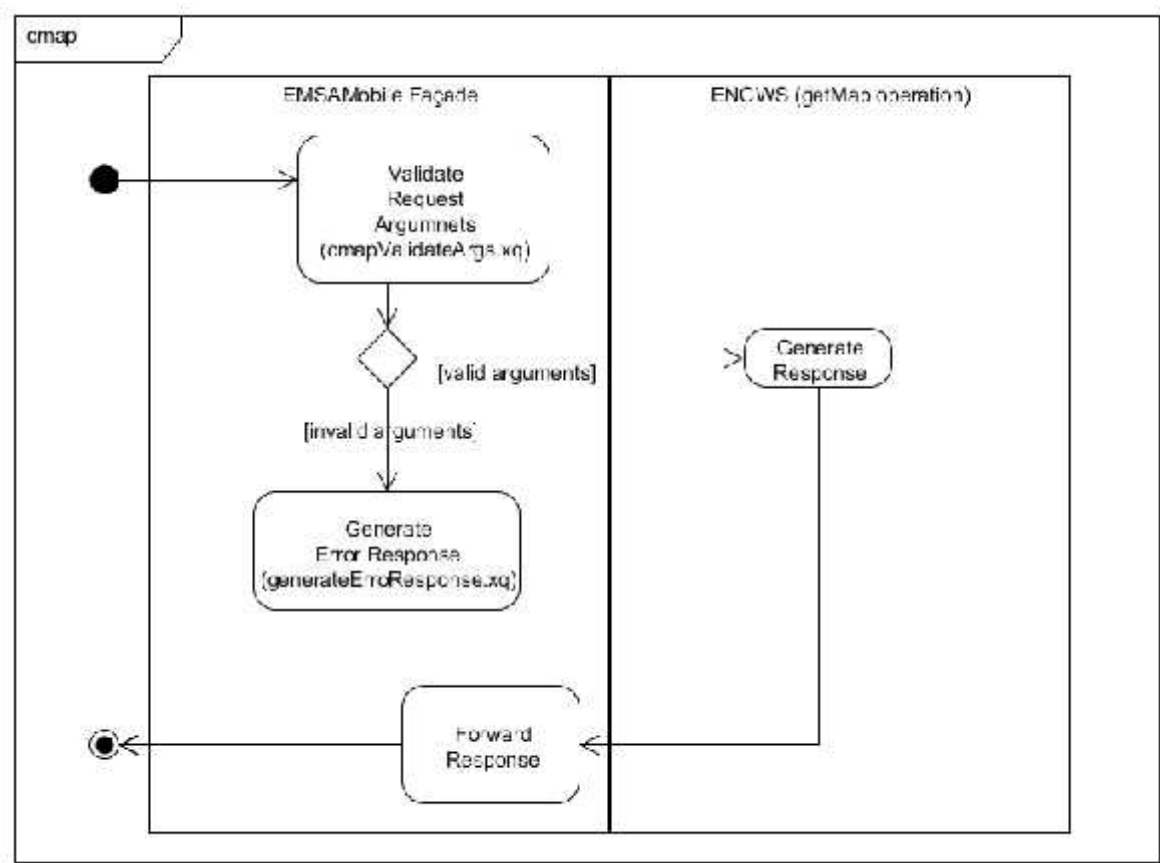 cmap
EMSAMobile Façade
ENCWS (getMap operation)
Validate
Request
Argumnets
(cmapValidateArgs.xq)
Generate
Response
[valid arguments]
[invalid arguments]
Generate
Error Response
(generateErroResponse.xq)
Forward
Response